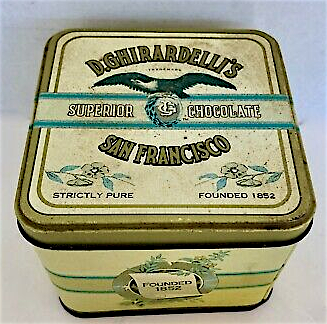 D. GHIRARDELLI'S
TRADEMARK
SUPERIOR CHOCOLATE
SAN FRANCISCO
STRICTLY PURE FOUNDED 1852
FOUNDED
1852